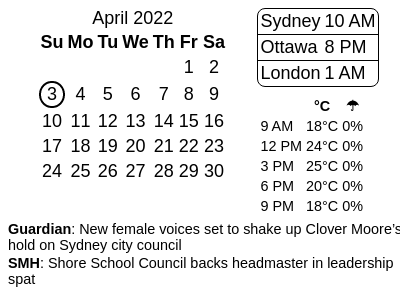 April 2022
Su Mo Tu We Th Fr Sa
1 2
3 4 5 6 7 8 9
10 11 12 13 14 15 16
17 18 19 20 21 22 23
24 25 26 27 28 29 30
Sydney 10 AM
Ottawa 8 PM
London 1 AM
°C ☂
9 AM 18°C 0%
12 PM 24°C 0%
3 PM 25°C 0%
6 PM 20°C 0%
9 PM 18°C 0%
Guardian: New female voices set to shake up Clover Moore's
hold on Sydney city council
SMH: Shore School Council backs headmaster in leadership
spat